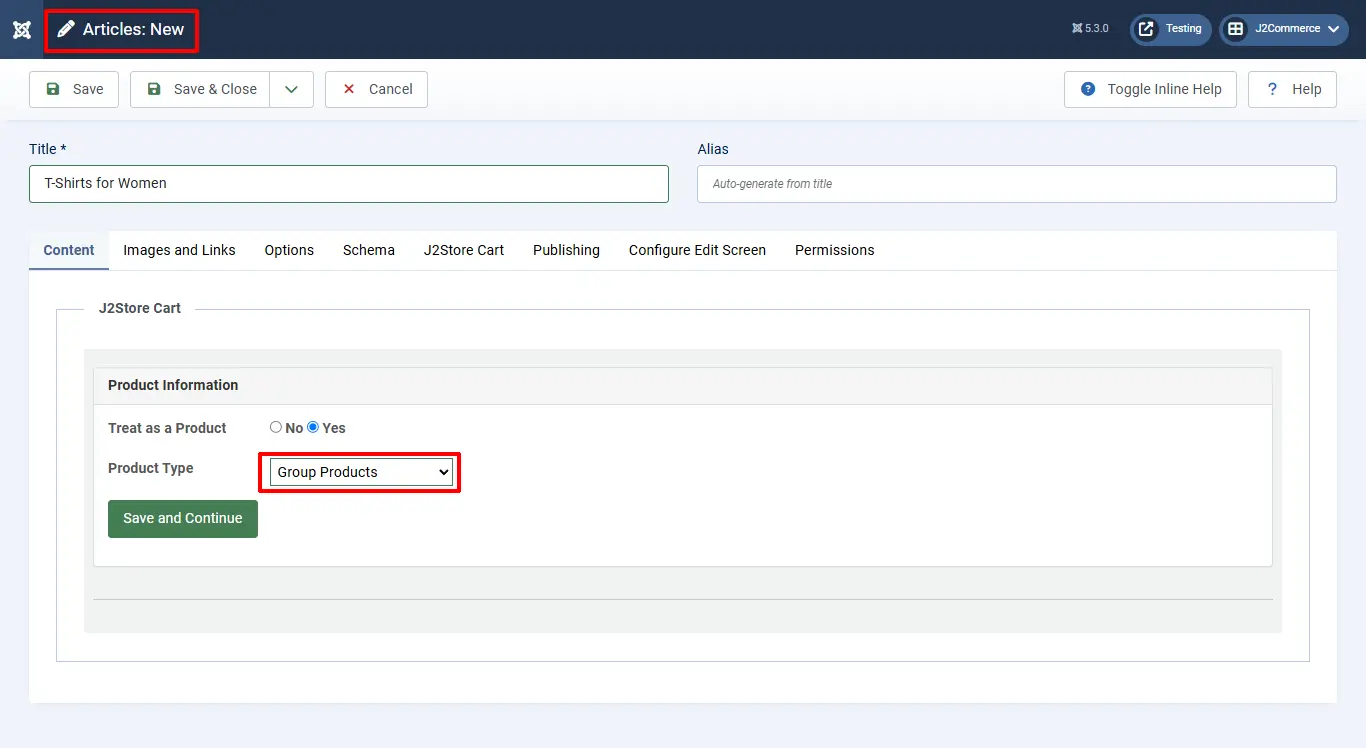 Articles: New
5.3.0
Testing
J2Commerce
Save
Save & Close
Cancel
? Toggle Inline Help
? Help
Title *
Alias
T-Shirts for Women
Auto-generate from title
Content
Images and Links
Options
Schema
J2Store Cart
Publishing
Configure Edit Screen
Permissions
J2Store Cart
Product Information
Treat as a Product
No
Yes
Product Type
Group Products
Save and Continue